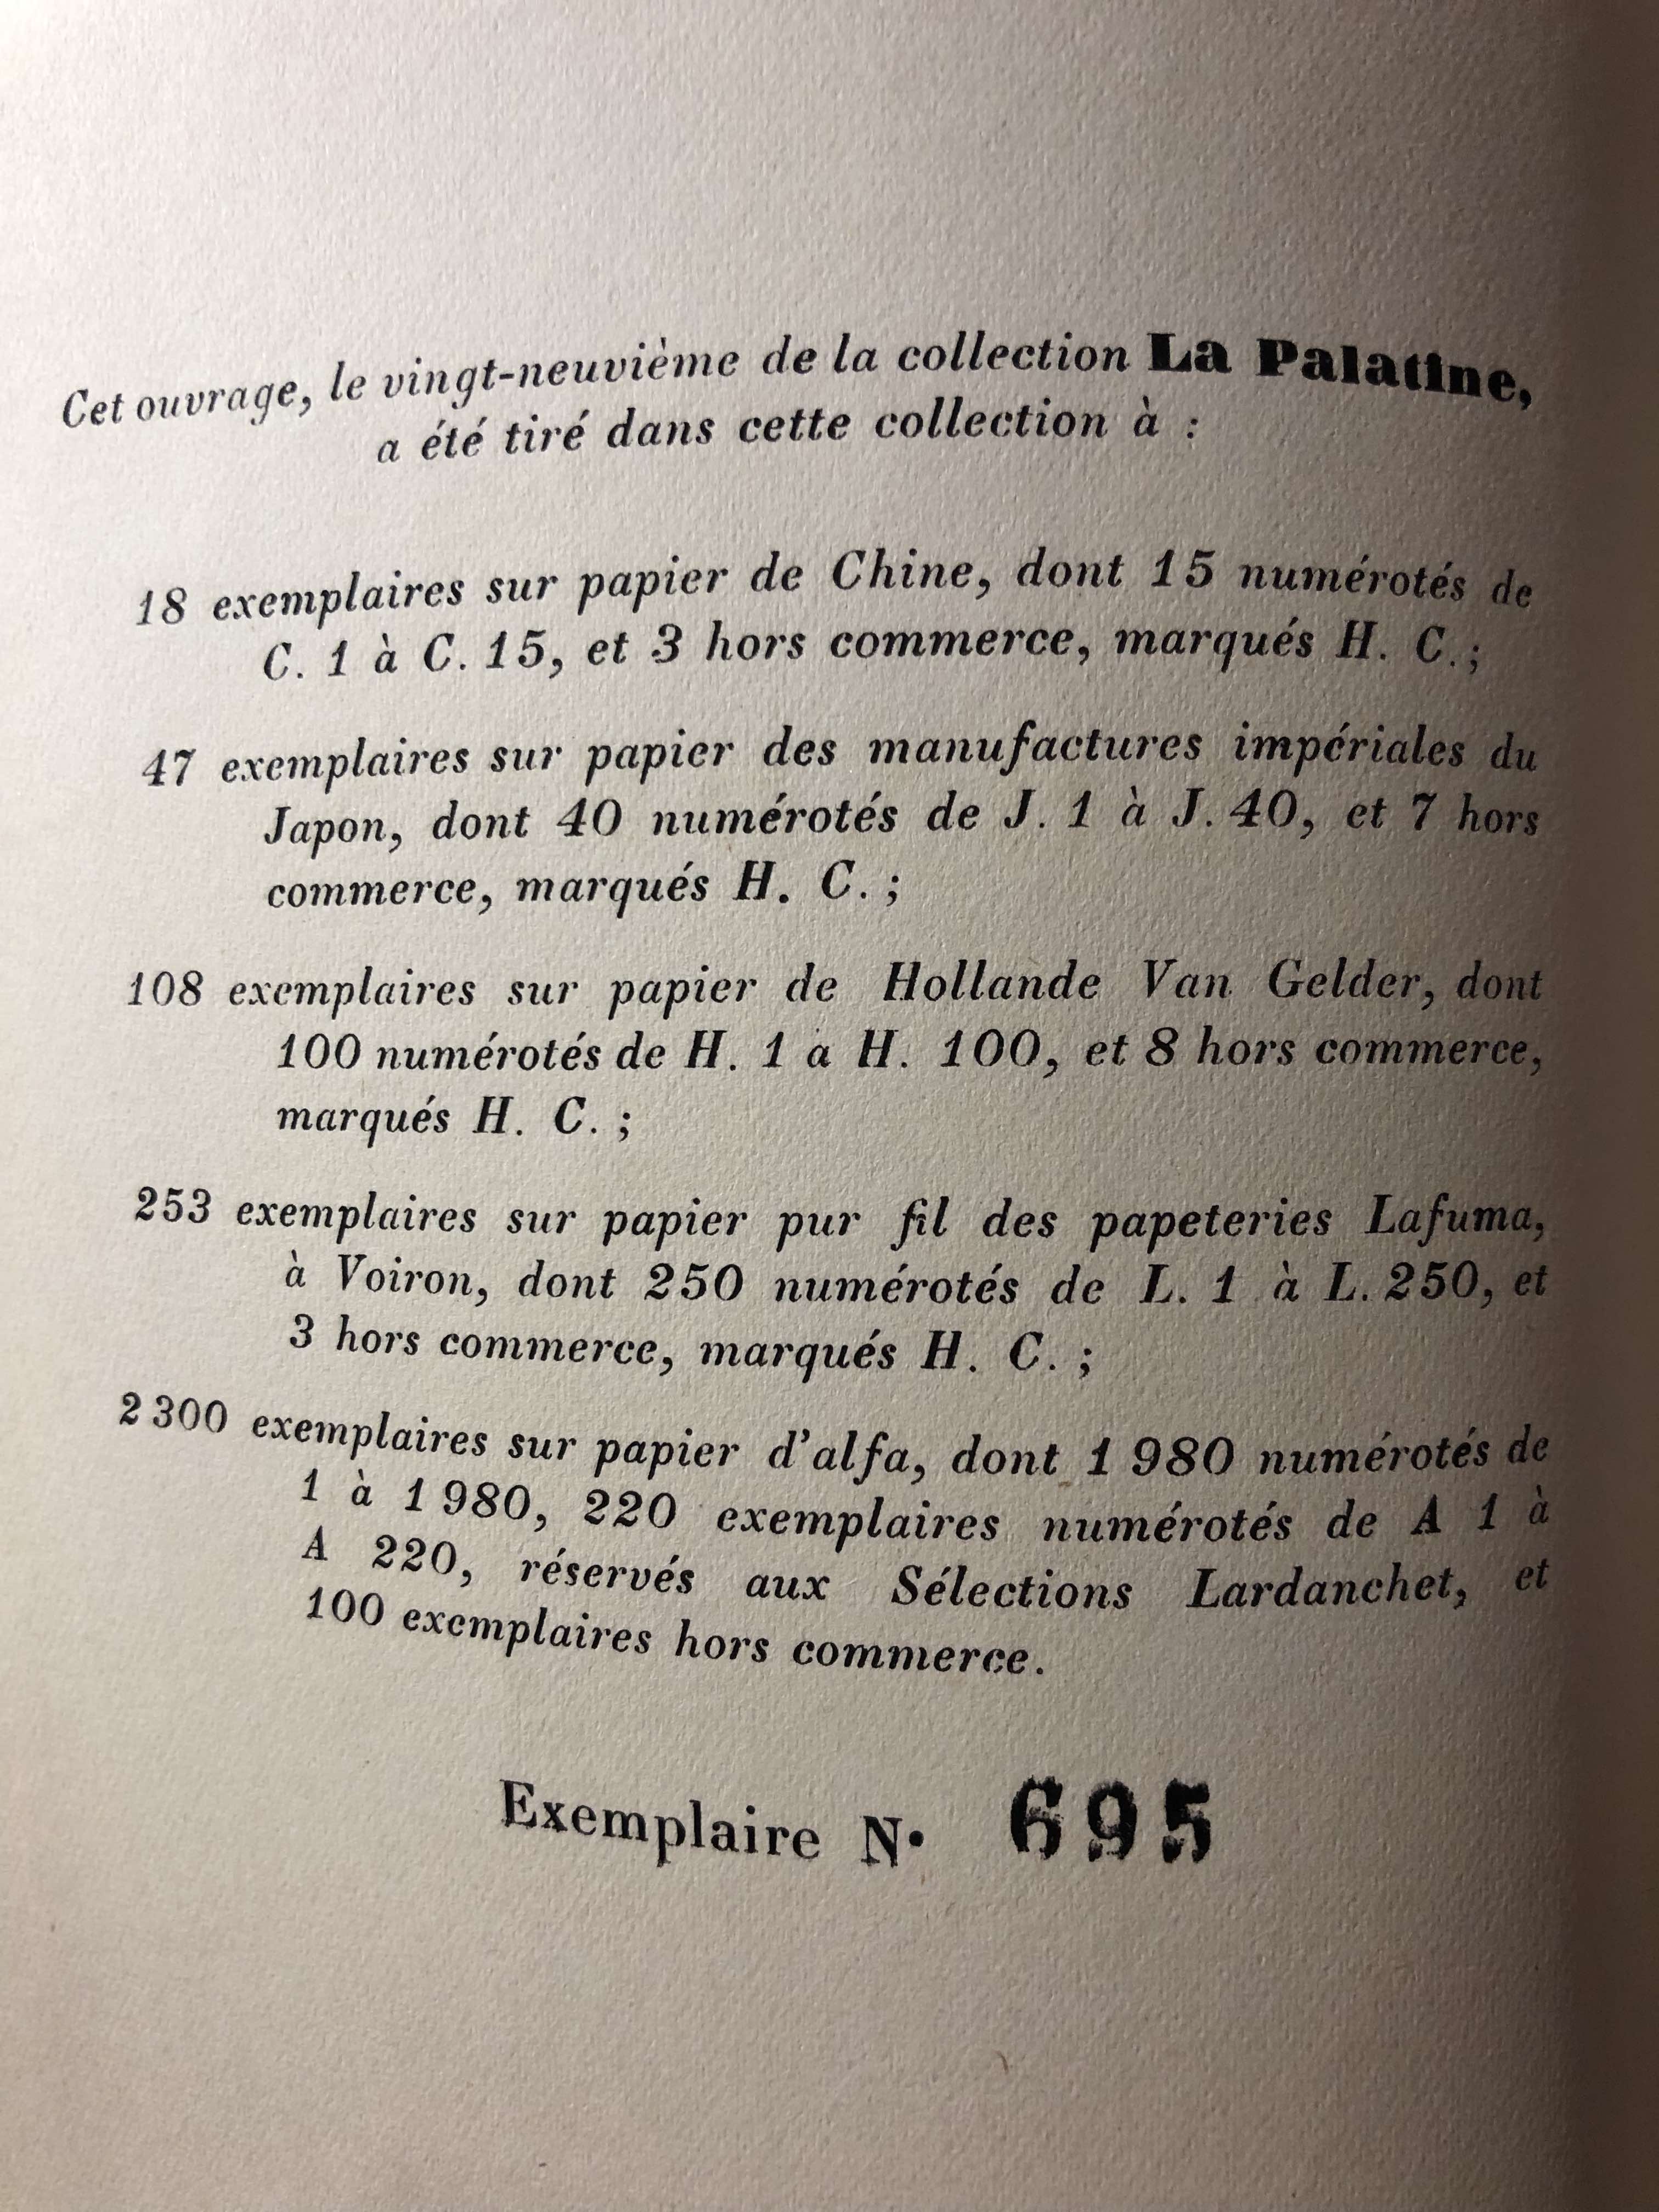 Cet ouvrage, le vingt-neuvième de la collection La Palatine,
a été tiré dans cette collection à :
18 exemplaires sur papier de Chine, dont 15 numérotés de
C. 1 à C. 15, et 3 hors commerce, marqués H. C. ;
47 exemplaires sur papier des manufactures impériales du
Japon, dont 40 numérotés de J. 1 à J. 40, et 7 hors
commerce, marqués H. C. ;
108 exemplaires sur papier de Hollande Van Gelder, dont
100 numérotés de H. 1 à H. 100, et 8 hors commerce,
marqués H. C. ;
253 exemplaires sur papier pur fil des papeteries Lafuma,
à Voiron, dont 250 numérotés de L. 1 à L. 250, et
3 hors commerce, marqués H. C. ;
2 300 exemplaires sur papier d'alfa, dont 1 980 numérotés de
1 à 1 980, 220 exemplaires numérotés de A 1 à
A 220, réservés aux Sélections Lardanchet, et
100 exemplaires hors commerce.
Exemplaire N° 695